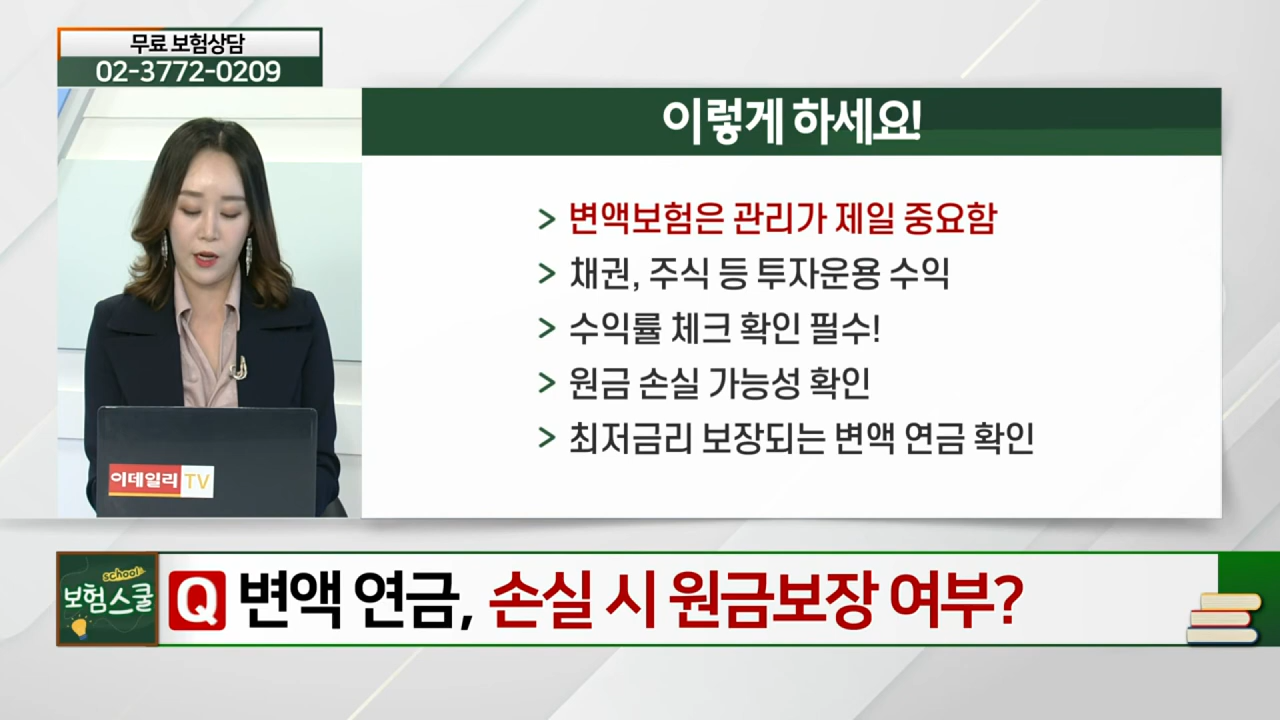 무료 보험상담
02-3772-0209
이렇게 하세요!
> 변액보험은 관리가 제일 중요함
> 채권, 주식 등 투자운용 수익
> 수익률 체크 확인 필수!
> 원금 손실 가능성 확인
> 최저금리 보장되는 변액 연금 확인
이데일리 TV
school
보험스쿨
Q 변액 연금, 손실 시 원금보장 여부?